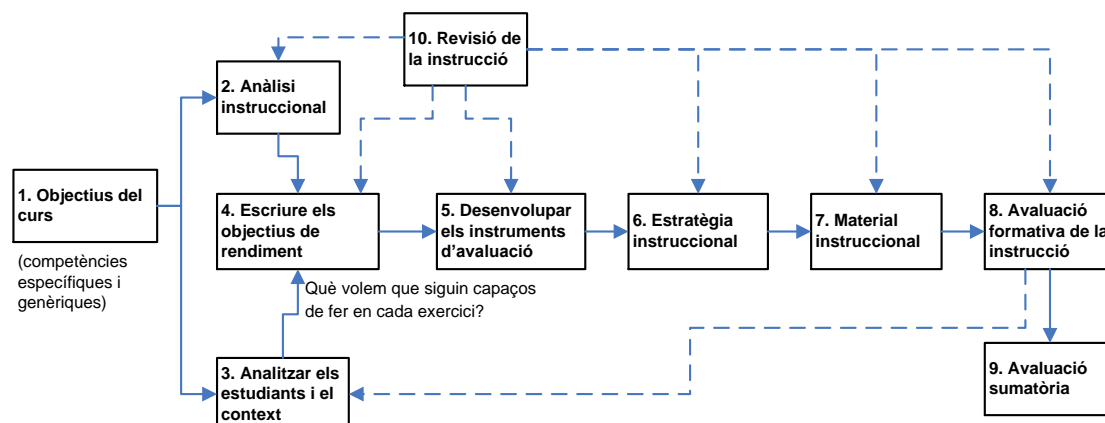 10. Revisió de
la instrucció
2. Anàlisi
instruccional
1. Objectius del
curs
(competències
específiques i
genèriques)
4. Escriure els
objectius de
rendiment
5. Desenvolupar
els instruments
d'avaluació
6. Estratègia
instruccional
7. Material
instruccional
8. Avaluació
formativa de la
instrucció
Què volem que siguin capaços
de fer en cada exercici?
3. Analitzar els
estudiants i el
context
9. Avaluació
sumatòria